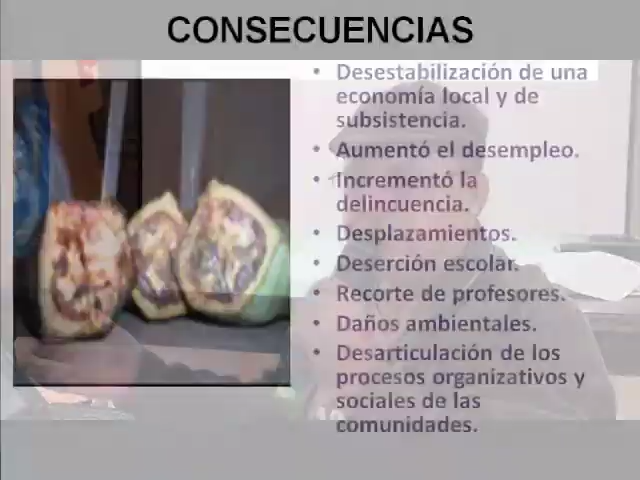 CONSECUENCIAS
• Desestabilización de una
economía local y de
subsistencia.
• Aumentó el desempleo.
• Incrementó la
delincuencia.
• Desplazamientos.
• Deserción escolar.
• Recorte de profesores.
• Daños ambientales.
• Desarticulación de los
procesos organizativos y
sociales de las
comunidades.